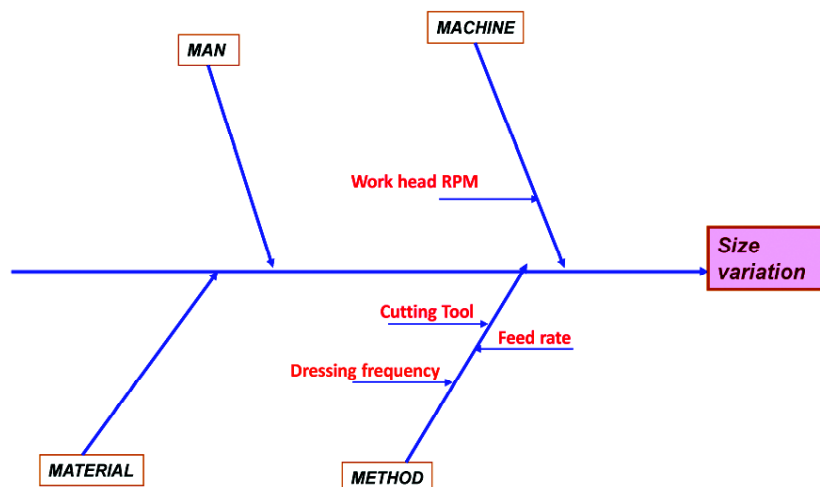 MACHINE
MAN
Work head RPM
Size
variation
Cutting Tool
Feed rate
Dressing frequency
MATERIAL
METHOD